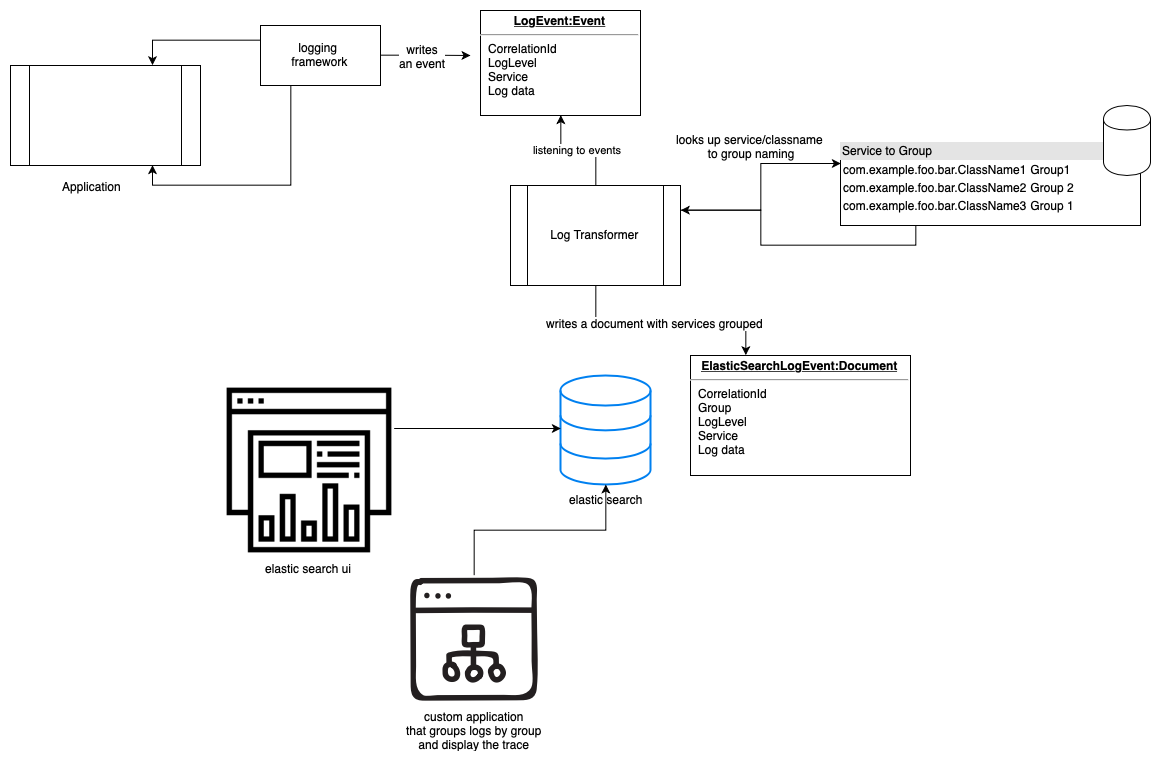 LogEvent:Event
CorrelationId
LogLevel
Service
Log data
logging
framework
writes
an event
Application
listening to events
looks up service/classname
to group naming
Service to Group
com.example.foo.bar.ClassName1 Group1
com.example.foo.bar.ClassName2 Group 2
com.example.foo.bar.ClassName3 Group 1
Log Transformer
writes a document with services grouped
ElasticSearchLogEvent:Document
CorrelationId
Group
LogLevel
Service
Log data
elastic search
elastic search ui
custom application
that groups logs by group
and display the trace